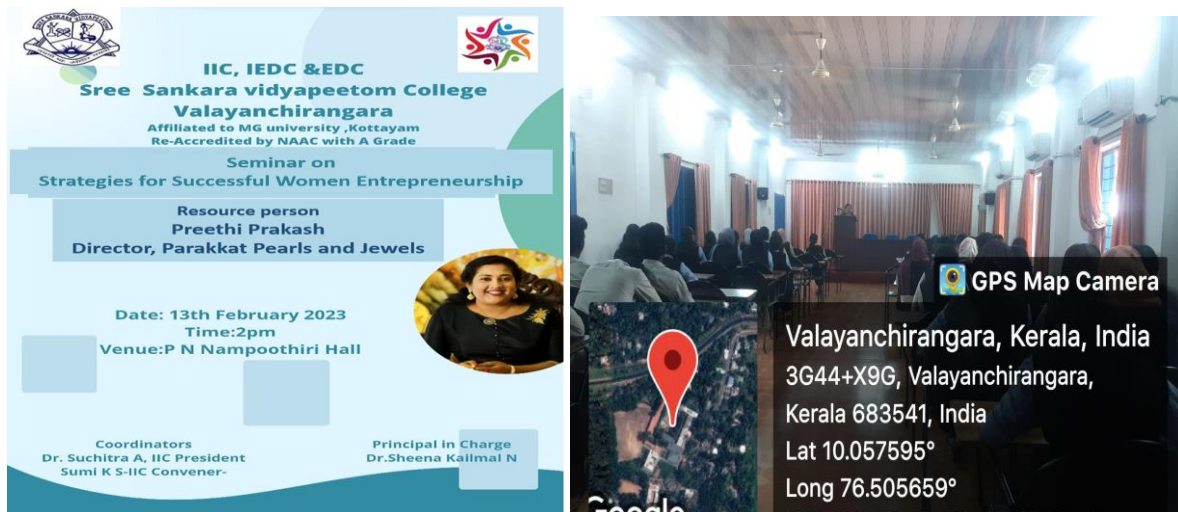 IIC, IEDC &EDC
Sree Sankara vidyapeetom College
Valayanchirangara
Affiliated to MG university ,Kottayam
Re-Accredited by NAAC with A Grade
Seminar on
Strategies for Successful Women Entrepreneurship
Resource person
Preethi Prakash
Director, Parakkat Pearls and Jewels
Date: 13th February 2023
Time:2pm
Venue:P N Nampoothiri Hall
Coordinators
Dr. Suchitra A, IIC President
Sumi K S-IIC Convener-
Principal in Charge
Dr.Sheena Kailmal N
GPS Map Camera
Valayanchirangara, Kerala, India
3G44+X9G, Valayanchirangara,
Kerala 683541, India
Lat 10.057595°
Long 76.505659°
Google